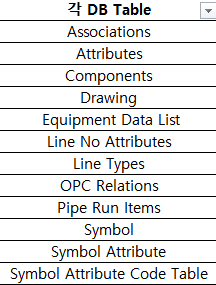 각 DB Table
Associations
Attributes
Components
Drawing
Equipment Data List
Line No Attributes
Line Types
OPC Relations
Pipe Run Items
Symbol
Symbol Attribute
Symbol Attribute Code Table